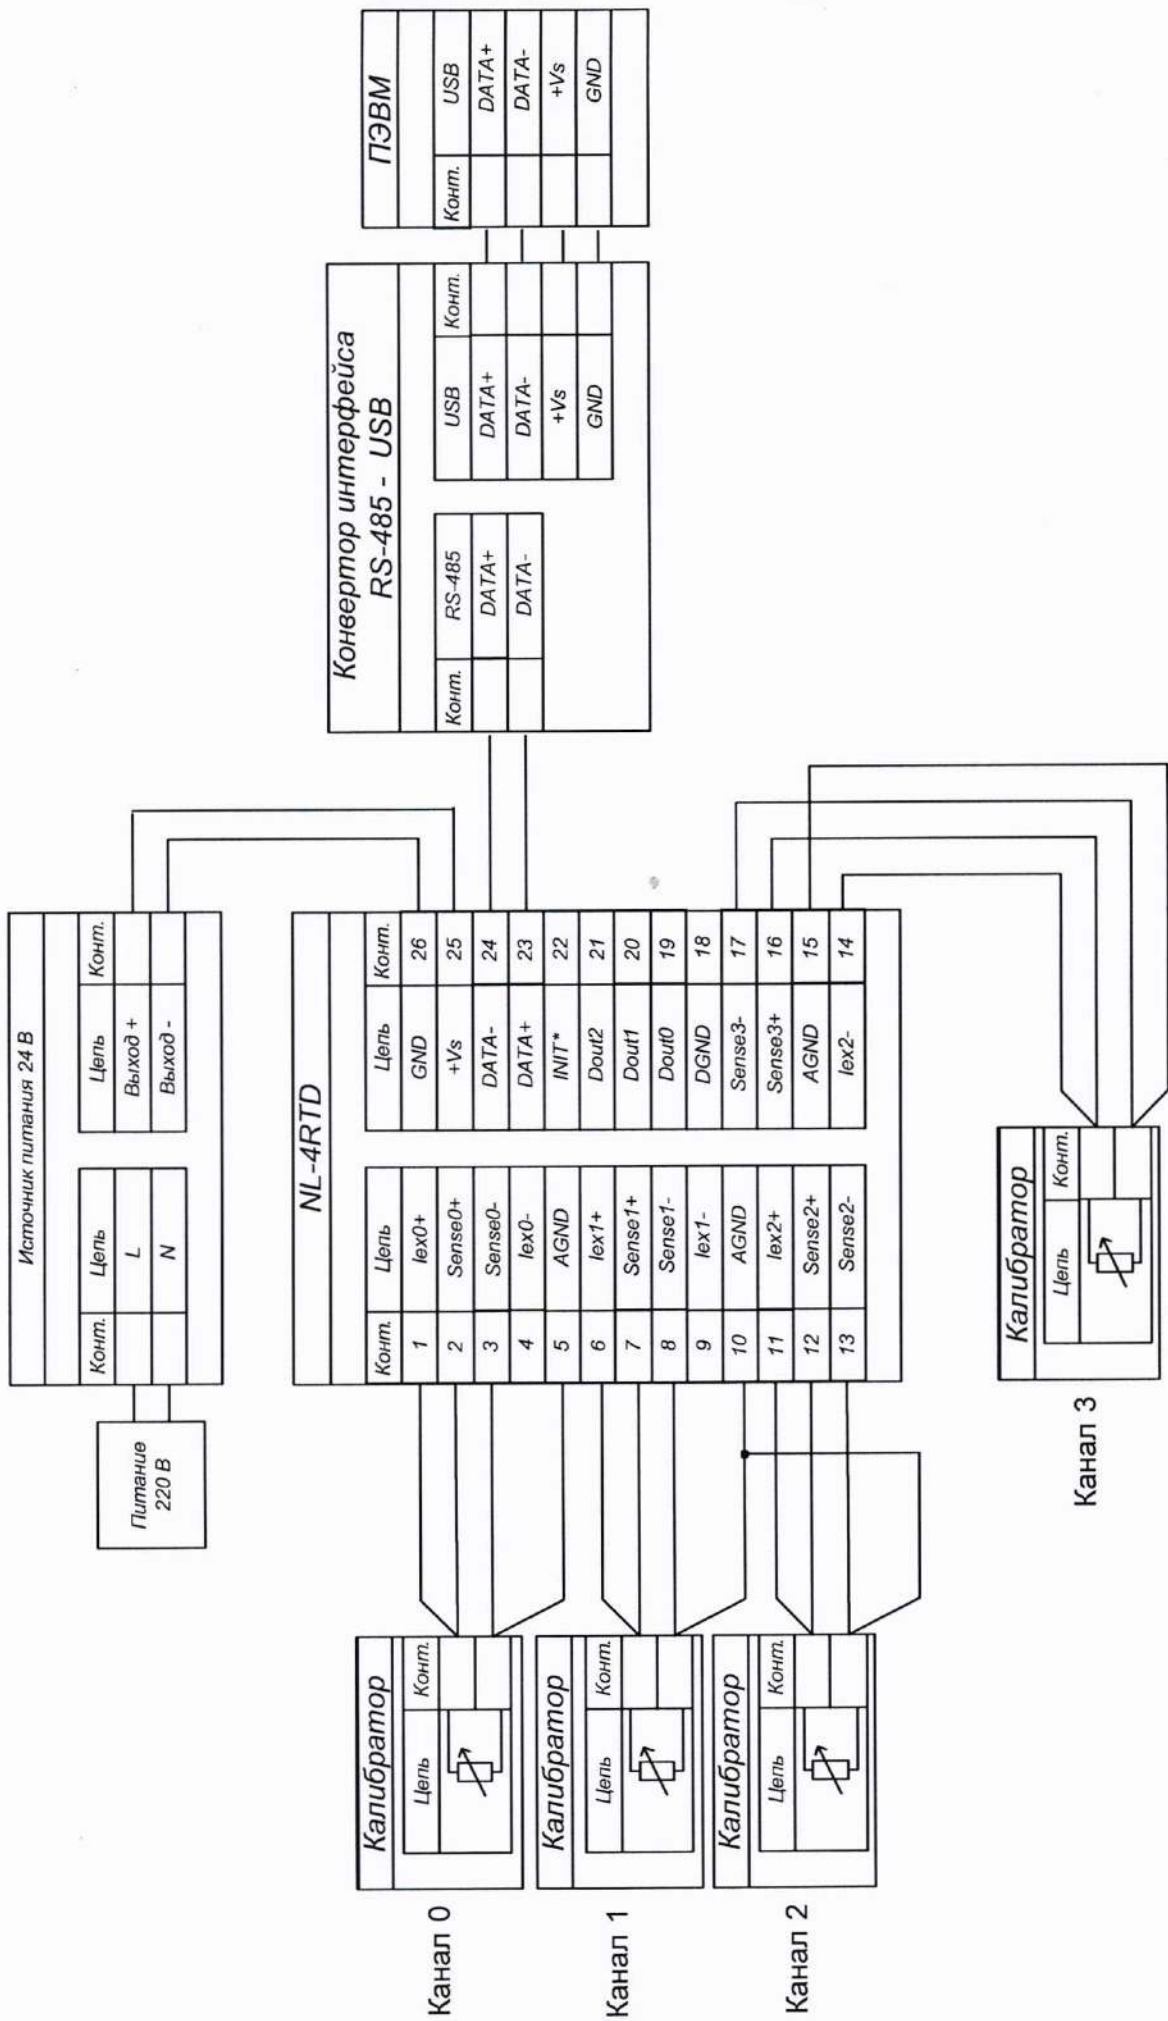 Питание
220 В
Источник питания 24 В
Конт. Цепь Цепь Конт.
L Выход +
N Выход -
NL-4RTD
Конт. Цепь Цепь Конт.
1 Iex0+ GND 26
2 Sense0+ +Vs 25
3 Sense0- DATA- 24
4 Iex0- DATA+ 23
5 AGND INIT* 22
6 Iex1+ Dout2 21
7 Sense1+ Dout1 20
8 Sense1- Dout0 19
9 Iex1- DGND 18
10 AGND Sense3- 17
11 Iex2+ Sense3+ 16
12 Sense2+ AGND 15
13 Sense2- Iex2- 14
Конвертор интерфейса
RS-485 - USB
Конт. RS-485 USB Конт.
DATA+ DATA+
DATA- DATA-
+Vs
GND
ПЭВМ
Конт. USB
DATA+
DATA-
+Vs
GND
Канал 0
Калибратор
Цепь Конт.
Канал 1
Калибратор
Цепь Конт.
Канал 2
Калибратор
Цепь Конт.
Канал 3
Калибратор
Цепь Конт.